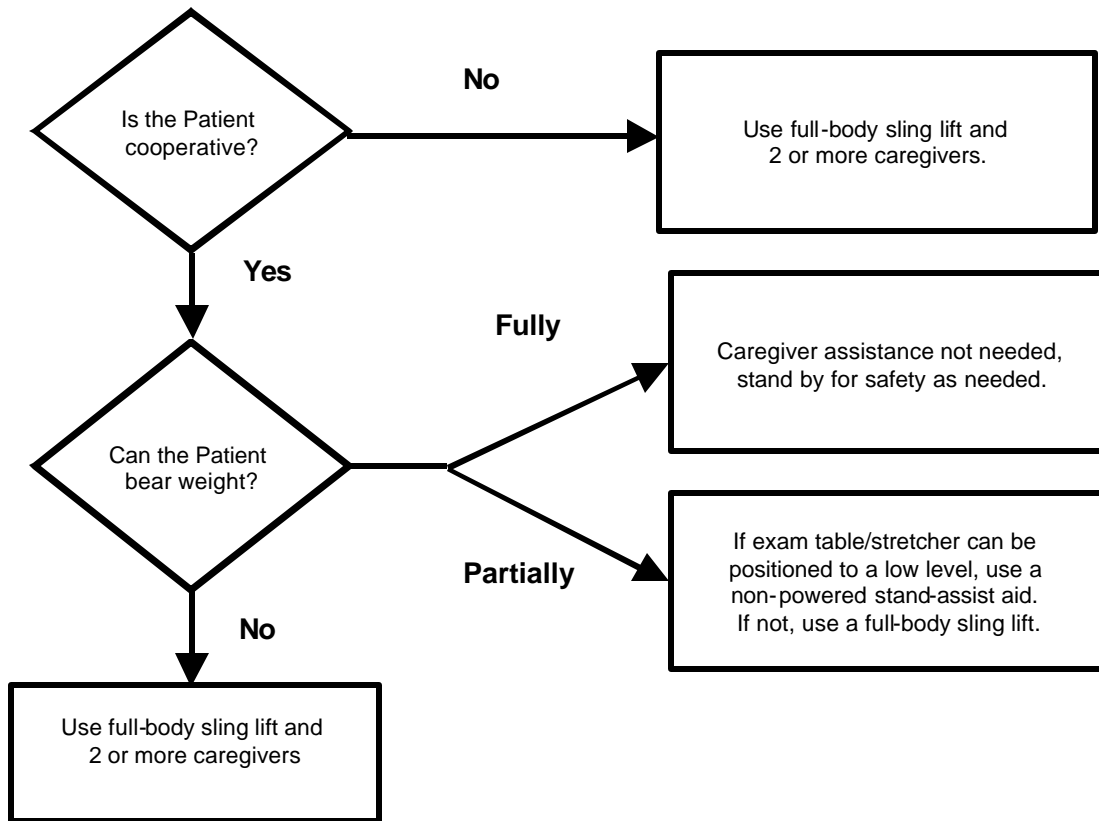 Is the Patient
cooperative?
No
Use full-body sling lift and
2 or more caregivers.
Yes
Can the Patient
bear weight?
Fully
Caregiver assistance not needed,
stand by for safety as needed.
Partially
If exam table/stretcher can be
positioned to a low level, use a
non-powered stand-assist aid.
If not, use a full-body sling lift.
No
Use full-body sling lift and
2 or more caregivers